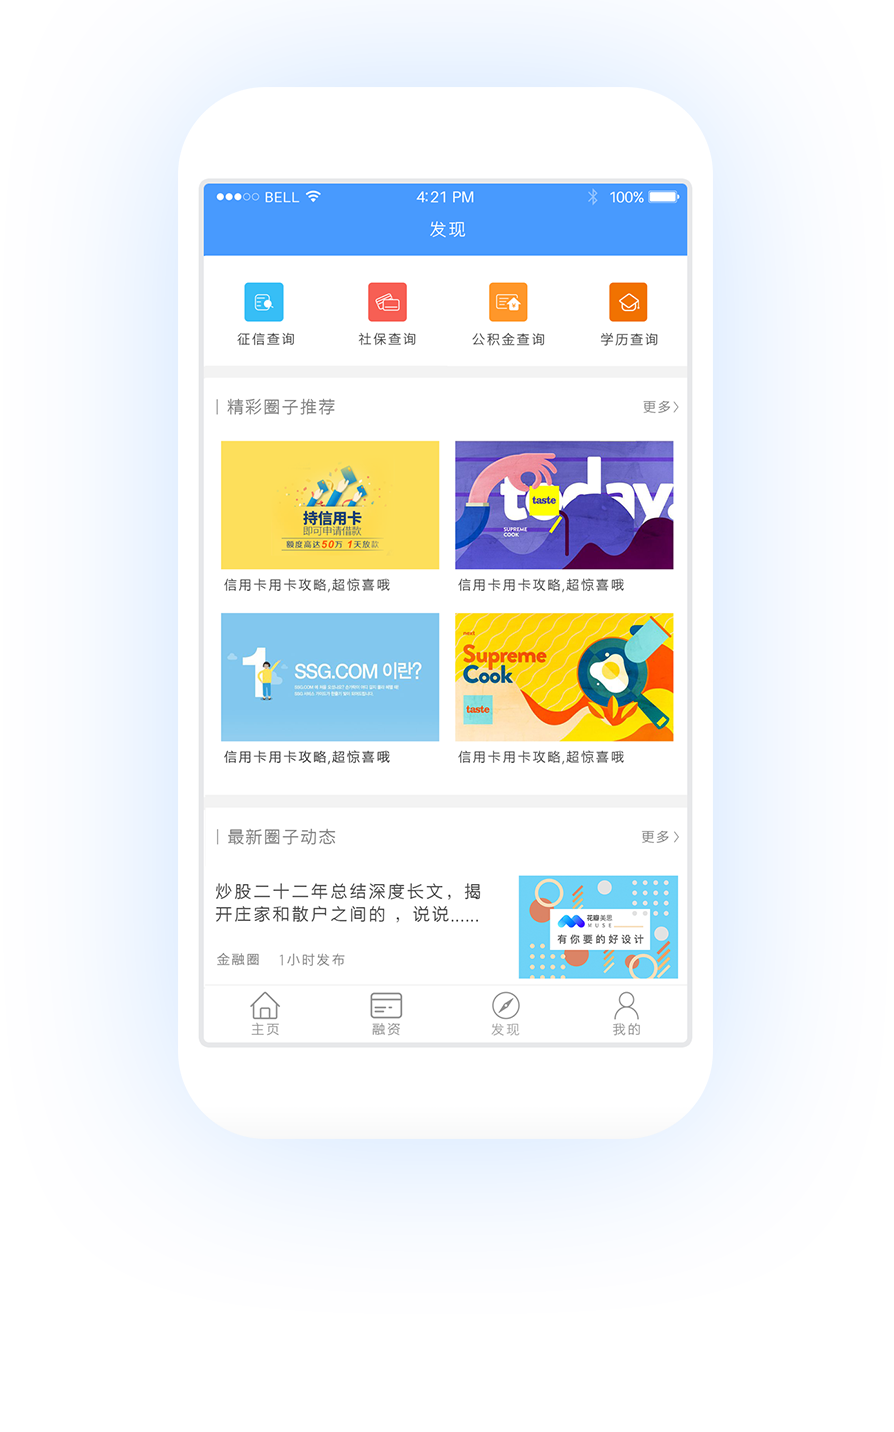 BELL 4:21 PM 100%
发现
征信查询 社保查询 公积金查询 学历查询
精彩圈子推荐 更多
持信用卡
即可申请借款
额度高达50万 1天放款
today.
taste
SUPREME
COOK
信用卡用卡攻略,超惊喜哦 信用卡用卡攻略,超惊喜哦
1
SSG.COM 이란?
next
Supreme
Cook
taste
信用卡用卡攻略,超惊喜哦 信用卡用卡攻略,超惊喜哦
最新圈子动态 更多
炒股二十二年总结深度长文，揭
开庄家和散户之间的 ，说说......
金融圈 1小时发布
花瓣美思
MUSE
有你要的好设计
主页 融资 发现 我的